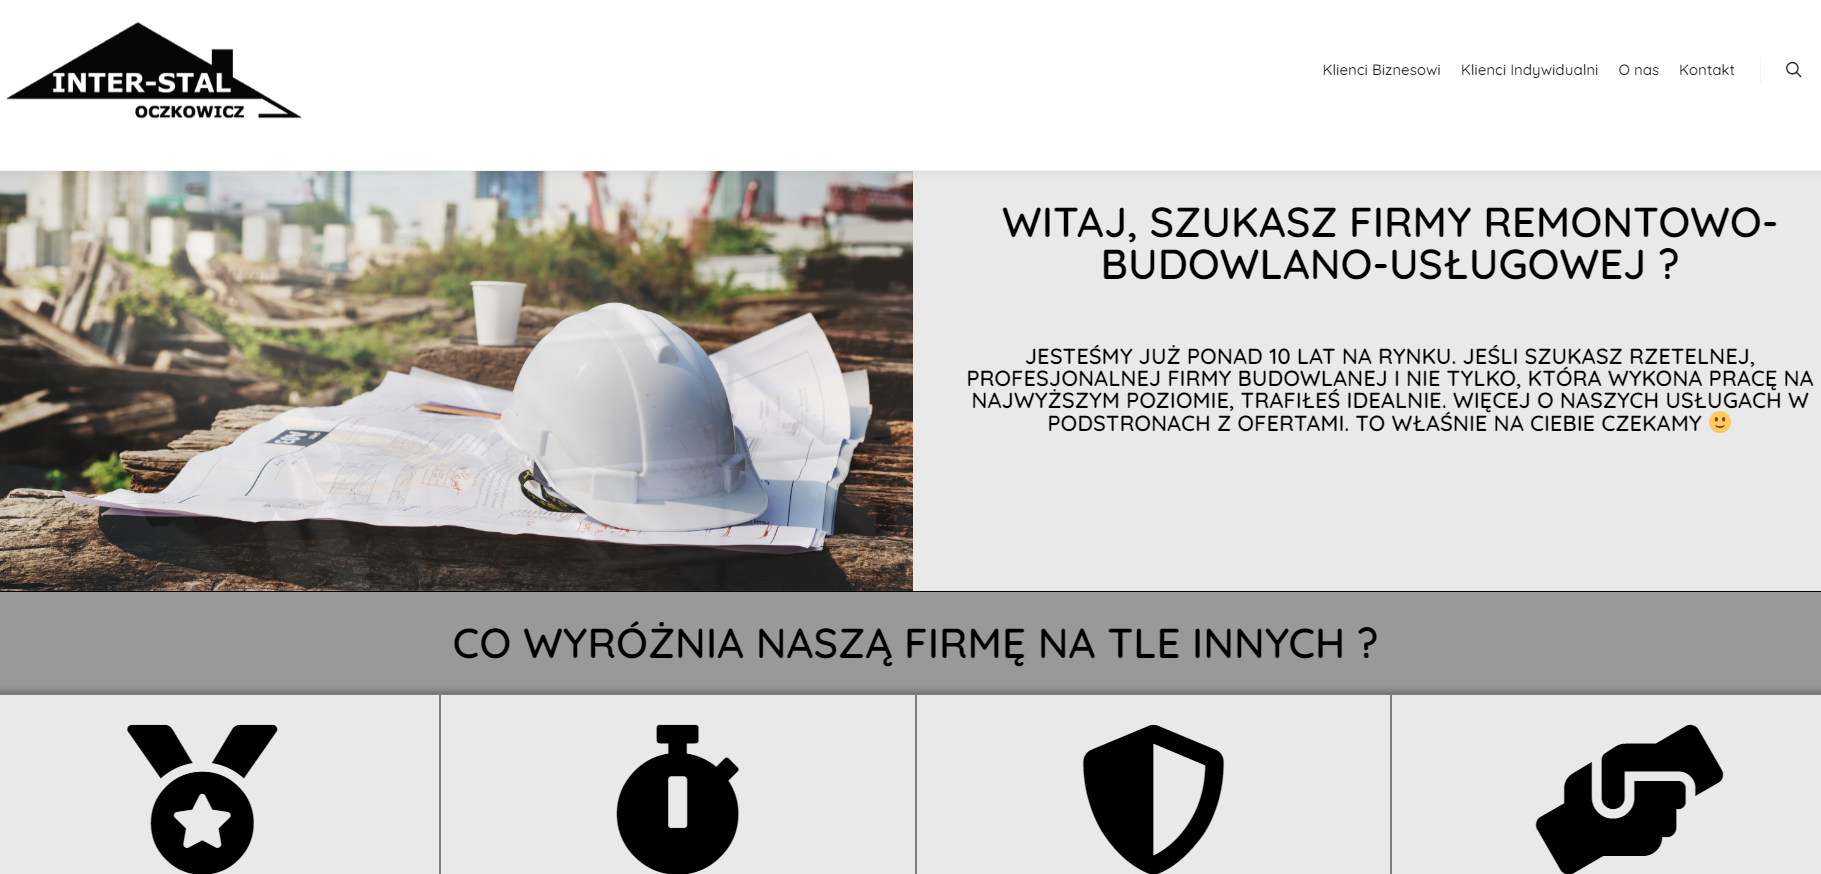 INTER-STAL
OCZKOWICZ
Klienci Biznesowi Klienci Indywidualni O nas Kontakt
WITAJ, SZUKASZ FIRMY REMONTOWO-
BUDOWLANO-USŁUGOWEJ ?
JESTEŚMY JUŻ PONAD 10 LAT NA RYNKU. JEŚLI SZUKASZ RZETELNEJ,
PROFESJONALNEJ FIRMY BUDOWLANEJ I NIE TYLKO, KTÓRA WYKONA PRACĘ NA
NAJWYŻSZYM POZIOMIE, TRAFIŁEŚ IDEALNIE. WIĘCEJ O NASZYCH USŁUGACH W
PODSTRONACH Z OFERTAMI. TO WŁAŚNIE NA CIEBIE CZEKAMY 🙂
CO WYRÓŻNIA NASZĄ FIRMĘ NA TLE INNYCH ?